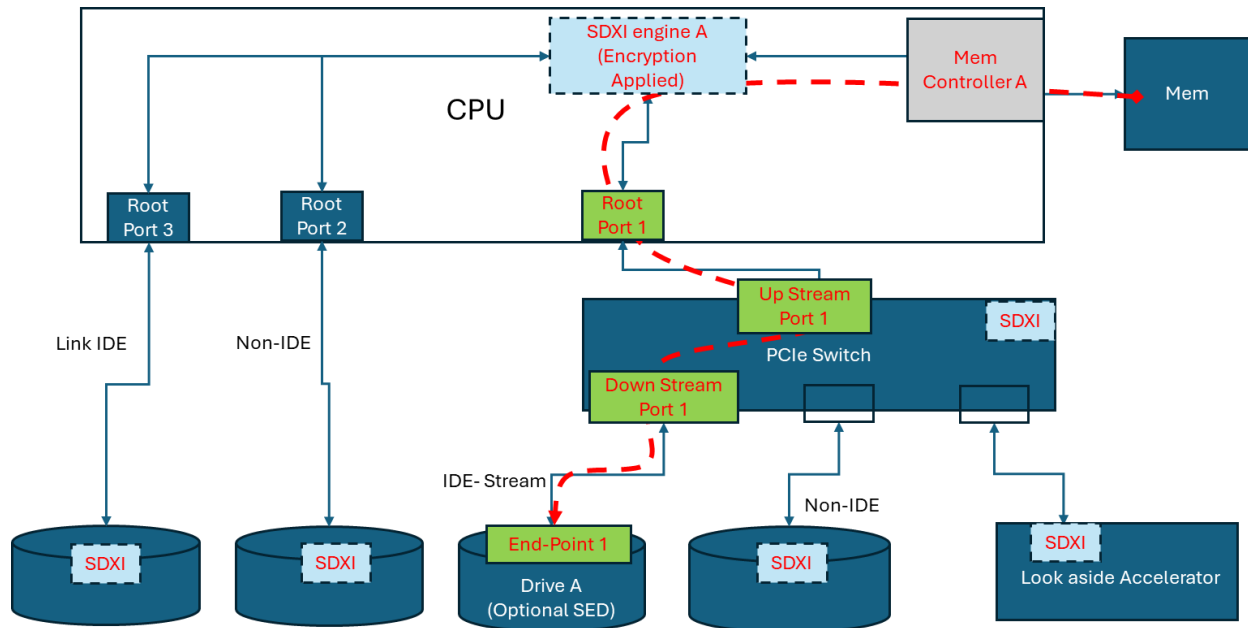 SDXI engine A
(Encryption
Applied)
Mem
Controller A
Mem
CPU
Root
Port 3
Root
Port 2
Root
Port 1
Up Stream
Port 1
SDXI
Link IDE
Non-IDE
PCIe Switch
Down Stream
Port 1
IDE- Stream
Non-IDE
SDXI
SDXI
End-Point 1
Drive A
(Optional SED)
SDXI
SDXI
Look aside Accelerator